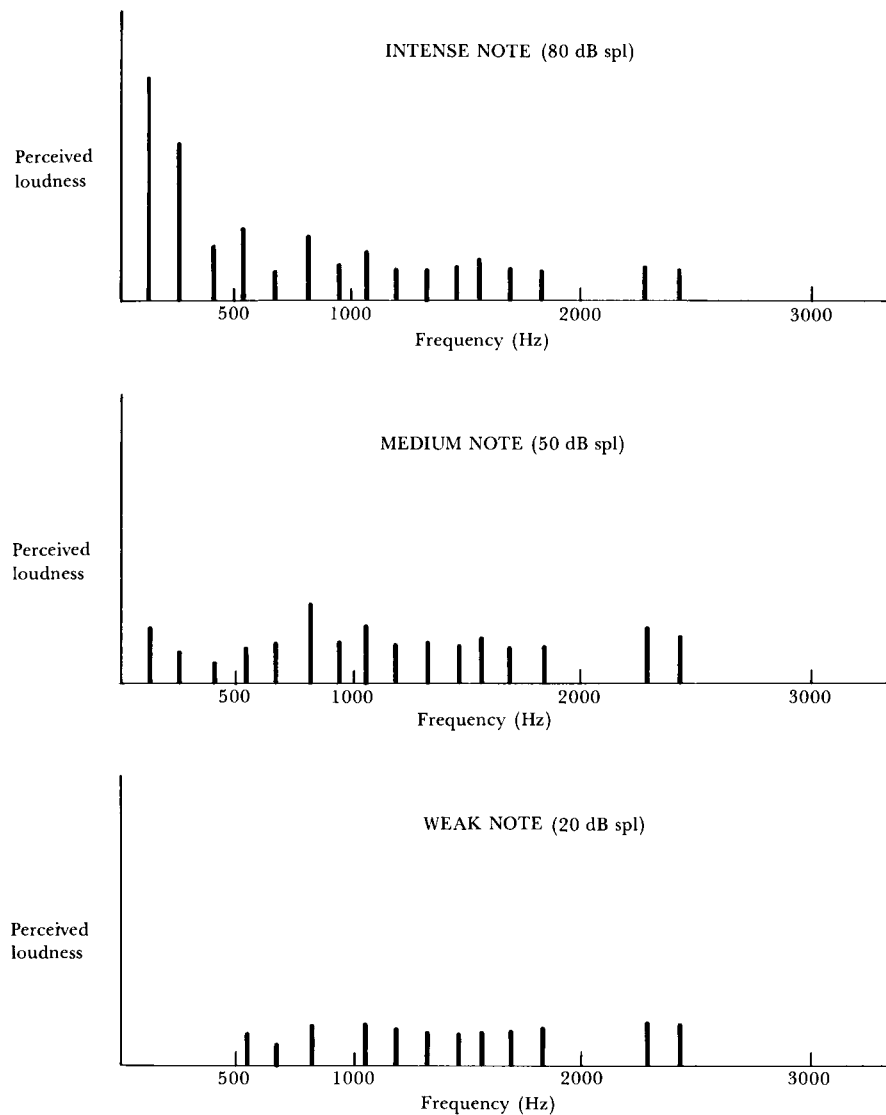 INTENSE NOTE (80 dB spl)
Perceived
loudness
500 1000 2000 3000
Frequency (Hz)
MEDIUM NOTE (50 dB spl)
Perceived
loudness
500 1000 2000 3000
Frequency (Hz)
WEAK NOTE (20 dB spl)
Perceived
loudness
500 1000 2000 3000
Frequency (Hz)